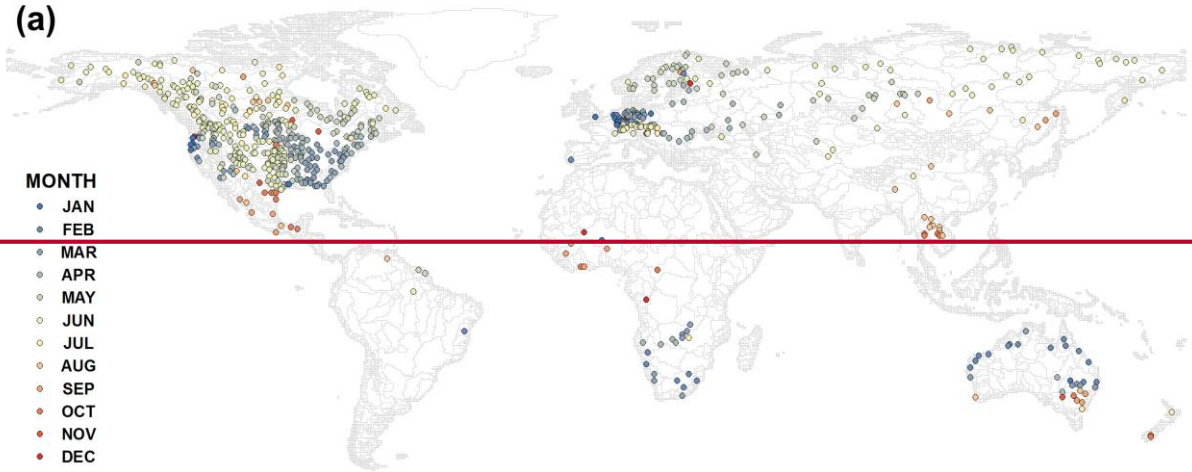 (a)
MONTH
JAN
FEB
MAR
APR
MAY
JUN
JUL
AUG
SEP
OCT
NOV
DEC